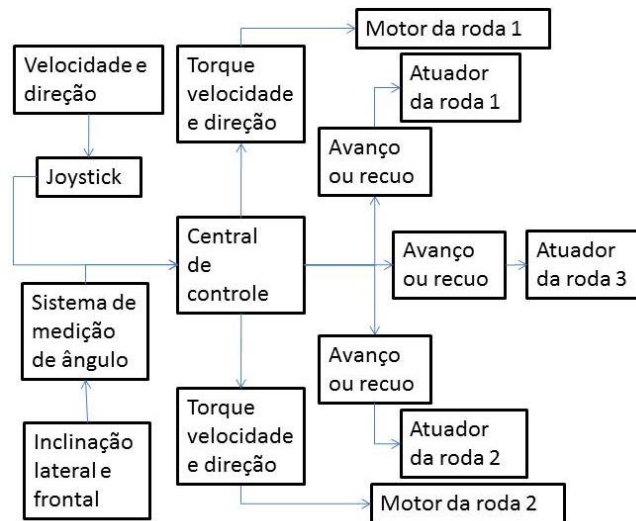 Velocidade e
direção
Joystick
Sistema de
medição
de ângulo
Inclinação
lateral e
frontal
Torque
velocidade
e direção
Central
de
controle
Torque
velocidade
e direção
Motor da roda 1
Atuador
da roda 1
Avanço
ou recuo
Avanço
ou recuo
Atuador
da roda 3
Avanço
ou recuo
Atuador
da roda 2
Motor da roda 2